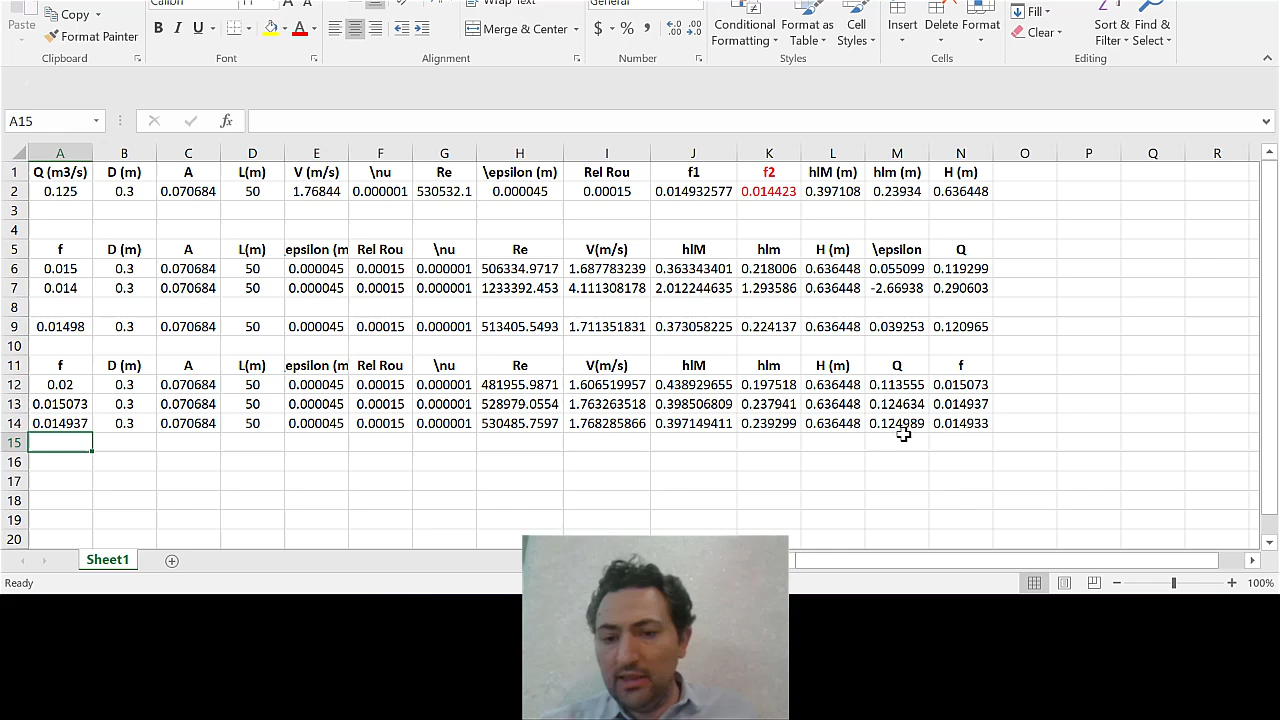 Calibri 11
Wrap Text
General
Paste
Copy
Format Painter
B I U
Merge & Center
$ % ,
Conditional Formatting
Format as Table
Cell Styles
Insert
Delete
Format
Fill
Clear
Sort & Filter
Find & Select
Clipboard
Font
Alignment
Number
Styles
Cells
Editing
A15
fx
A B C D E F G H I J K L M N O P Q R
1 Q (m3/s) D (m) A L(m) V (m/s) \nu Re \epsilon (m) Rel Rou f1 f2 hlM (m) hlm (m) H (m)
2 0.125 0.3 0.070684 50 1.76844 0.000001 530532.1 0.000045 0.00015 0.014932577 0.014423 0.397108 0.23934 0.636448
3
4
5 f D (m) A L(m) epsilon (m Rel Rou \nu Re V(m/s) hlM hlm H (m) \epsilon Q
6 0.015 0.3 0.070684 50 0.000045 0.00015 0.000001 506334.9717 1.687783239 0.363343401 0.218006 0.636448 0.055099 0.119299
7 0.014 0.3 0.070684 50 0.000045 0.00015 0.000001 1233392.453 4.111308178 2.012244635 1.293586 0.636448 -2.66938 0.290603
8
9 0.01498 0.3 0.070684 50 0.000045 0.00015 0.000001 513405.5493 1.711351831 0.373058225 0.224137 0.636448 0.039253 0.120965
10
11 f D (m) A L(m) epsilon (m Rel Rou \nu Re V(m/s) hlM hlm H (m) Q f
12 0.02 0.3 0.070684 50 0.000045 0.00015 0.000001 481955.9871 1.606519957 0.438929655 0.197518 0.636448 0.113555 0.015073
13 0.015073 0.3 0.070684 50 0.000045 0.00015 0.000001 528979.0554 1.763263518 0.398506809 0.237941 0.636448 0.124634 0.014937
14 0.014937 0.3 0.070684 50 0.000045 0.00015 0.000001 530485.7597 1.768285866 0.397149411 0.239299 0.636448 0.124989 0.014933
15
16
17
18
19
20
Sheet1
Ready
100%